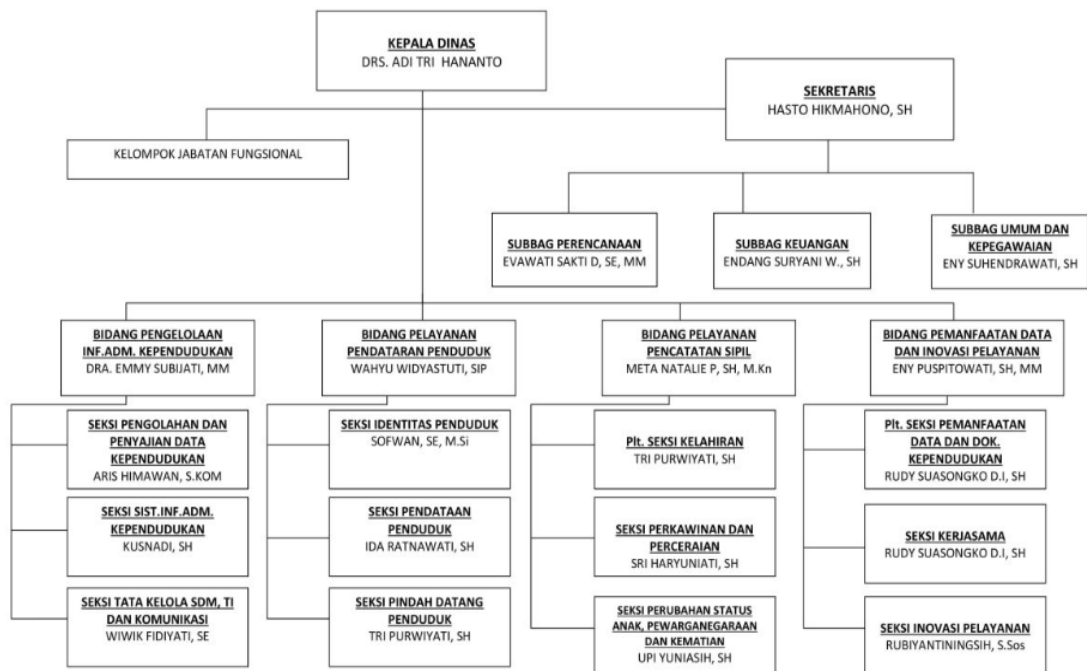 KEPALA DINAS
DRS. ADI TRI HANANTO
SEKRETARIS
HASTO HIKMAHONO, SH
KELOMPOK JABATAN FUNGSIONAL
SUBBAG PERENCANAAN
EVAWATI SAKTI D, SE, MM
SUBBAG KEUANGAN
ENDANG SURYANI W., SH
SUBBAG UMUM DAN
KEPEGAWAIAN
ENY SUHENDRAWATI, SH
BIDANG PENGELOLAAN
INF.ADM. KEPENDUDUKAN
DRA. EMMY SUBIJATI, MM
BIDANG PELAYANAN
PENDATARAN PENDUDUK
WAHYU WIDYASTUTI, SIP
BIDANG PELAYANAN
PENCATATAN SIPIL
META NATALIE P, SH, M.Kn
BIDANG PEMANFAATAN DATA
DAN INOVASI PELAYANAN
ENY PUSPITOWATI, SH, MM
SEKSI PENGOLAHAN DAN
PENYAJIAN DATA
KEPENDUDUKAN
ARIS HIMAWAN, S.KOM
SEKSI IDENTITAS PENDUDUK
SOFWAN, SE, M.Si
Plt. SEKSI KELAHIRAN
TRI PURWIYATI, SH
Plt. SEKSI PEMANFAATAN
DATA DAN DOK.
KEPENDUDUKAN
RUDY SUASONGKO D.I, SH
SEKSI SIST.INF.ADM.
KEPENDUDUKAN
KUSNADI, SH
SEKSI PENDATAAN
PENDUDUK
IDA RATNAWATI, SH
SEKSI PERKAWINAN DAN
PERCERAIAN
SRI HARYUNIATI, SH
SEKSI KERJASAMA
RUDY SUASONGKO D.I, SH
SEKSI TATA KELOLA SDM, TI
DAN KOMUNIKASI
WIWIK FIDIYATI, SE
SEKSI PINDAH DATANG
PENDUDUK
TRI PURWIYATI, SH
SEKSI PERUBAHAN STATUS
ANAK, PEWARGANEGARAAN
DAN KEMATIAN
UPI YUNIASIH, SH
SEKSI INOVASI PELAYANAN
RUBIYANTININGSIH, S.Sos